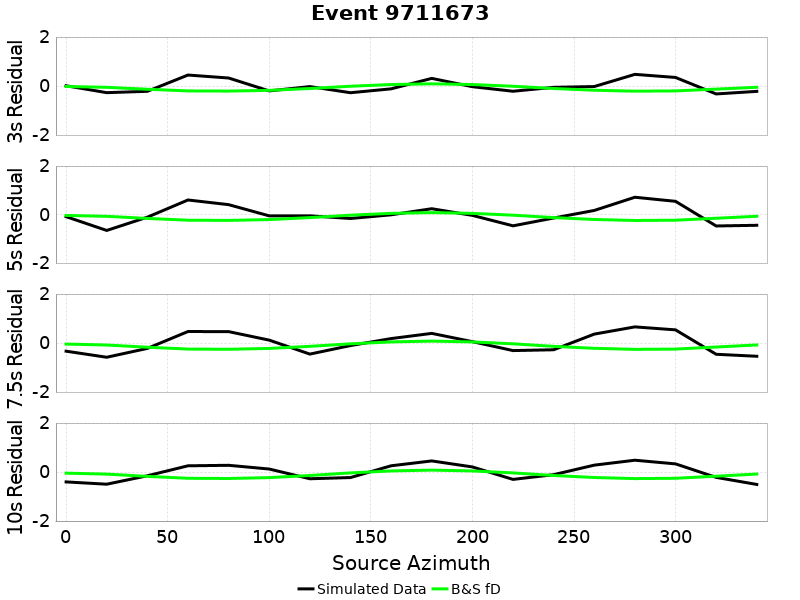 Event 9711673
2
0
-2
3s Residual
2
0
-2
5s Residual
2
0
-2
7.5s Residual
2
0
-2
10s Residual
0 50 100 150 200 250 300
Source Azimuth
Simulated Data B&S fD